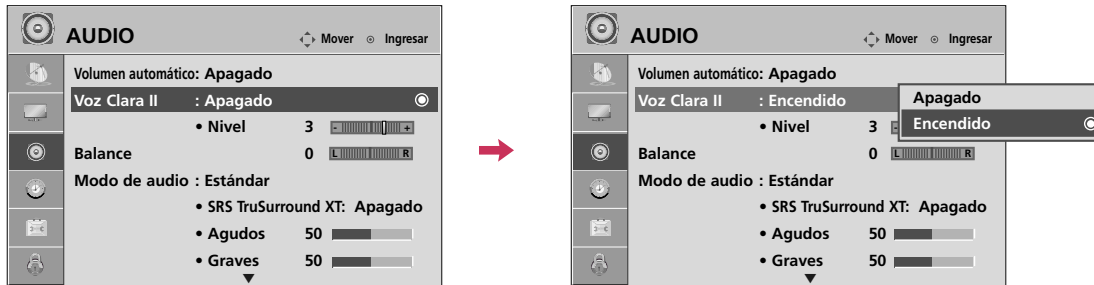 AUDIO Mover Ingresar
Volumen automático: Apagado
Voz Clara II : Apagado
• Nivel 3 - +
Balance 0 L R
Modo de audio : Estándar
• SRS TruSurround XT: Apagado
• Agudos 50
• Graves 50
AUDIO Mover Ingresar
Volumen automático: Apagado
Voz Clara II : Encendido
Apagado
Encendido
• Nivel 3 -
Balance 0 L R
Modo de audio : Estándar
• SRS TruSurround XT: Apagado
• Agudos 50
• Graves 50